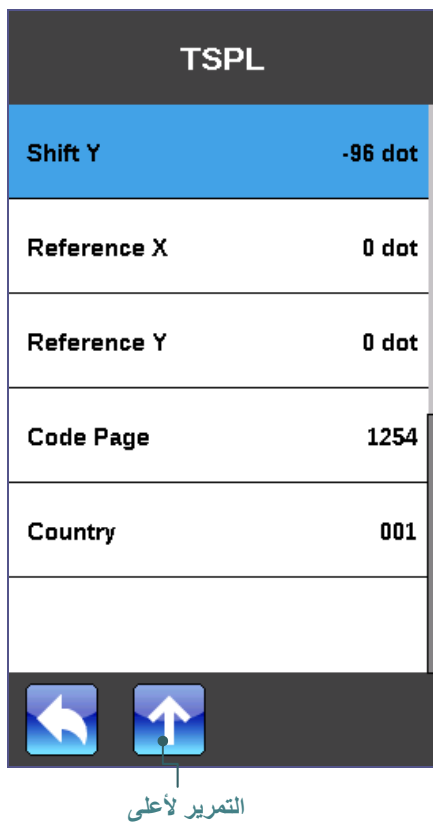 TSPL
Shift Y -96 dot
Reference X 0 dot
Reference Y 0 dot
Code Page 1254
Country 001
التمرير لأعلى